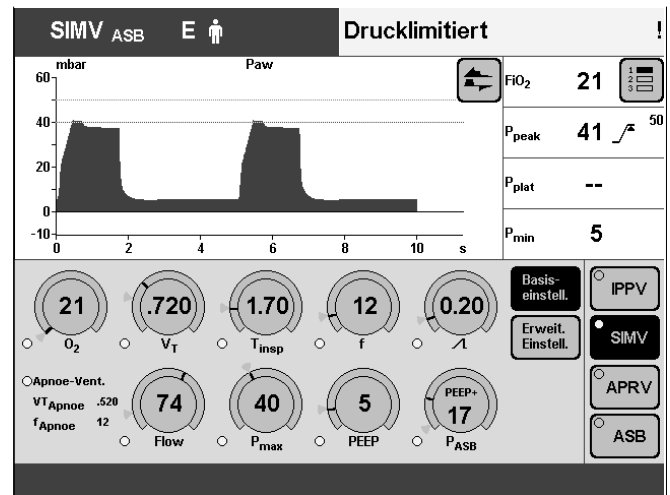 SIMV ASB E Drucklimitiert !
mbar Paw
60
40
20
0
-10
0 2 4 6 8 10 s
FiO2 21 1 2 3
Ppeak 41 50
Pplat --
Pmin 5
21 .720 1.70 12 0.20
O2 VT Tinsp f
Basis-
einstell.
Erweit.
Einstell.
IPPV
SIMV
APRV
ASB
Apnoe-Vent.
VTApnoe .520
fApnoe 12
74 40 5 PEEP+ 17
Flow Pmax PEEP PASB